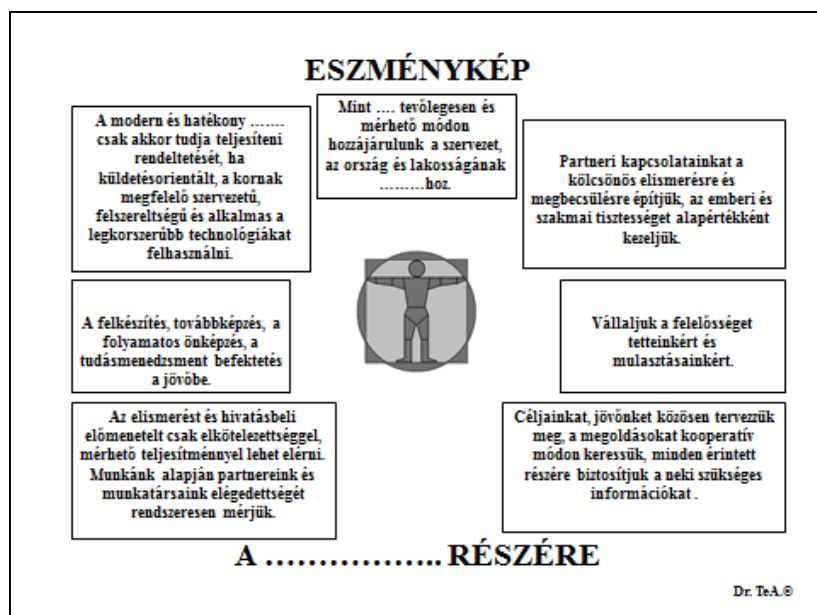 ESZMÉNYKÉP
A modern és hatékony …….
csak akkor tudja teljesíteni
rendeltetését, ha
küldetésorientált, a kornak
megfelelő szervezetű,
felszereltségű és alkalmas a
legkorszerűbb technológiákat
felhasználni.
Mint …. tevőlegesen és
mérhető módon
hozzájárulunk a szervezet,
az ország és lakosságának
………hoz.
Partneri kapcsolatainkat a
kölcsönös elismerésre és
megbecsülésre építjük, az emberi és
szakmai tisztességet alapértékként
kezeljük.
A felkészítés, továbbképzés, a
folyamatos önképzés, a
tudásmenedzsment befektetés
a jövőbe.
Vállaljuk a felelősséget
tetteinkért és
mulasztásainkért.
Az elismerést és hivatásbeli
előmenetelt csak elkötelezettséggel,
mérhető teljesítménnyel lehet elérni.
Munkánk alapján partnereink és
munkatársaink elégedettségét
rendszeresen mérjük.
Céljainkat, jövőnket közösen tervezzük
meg, a megoldásokat kooperatív
módon keressük, minden érintett
részére biztosítjuk a neki szükséges
információkat .
A …………….. RÉSZÉRE
Dr. TeA.®